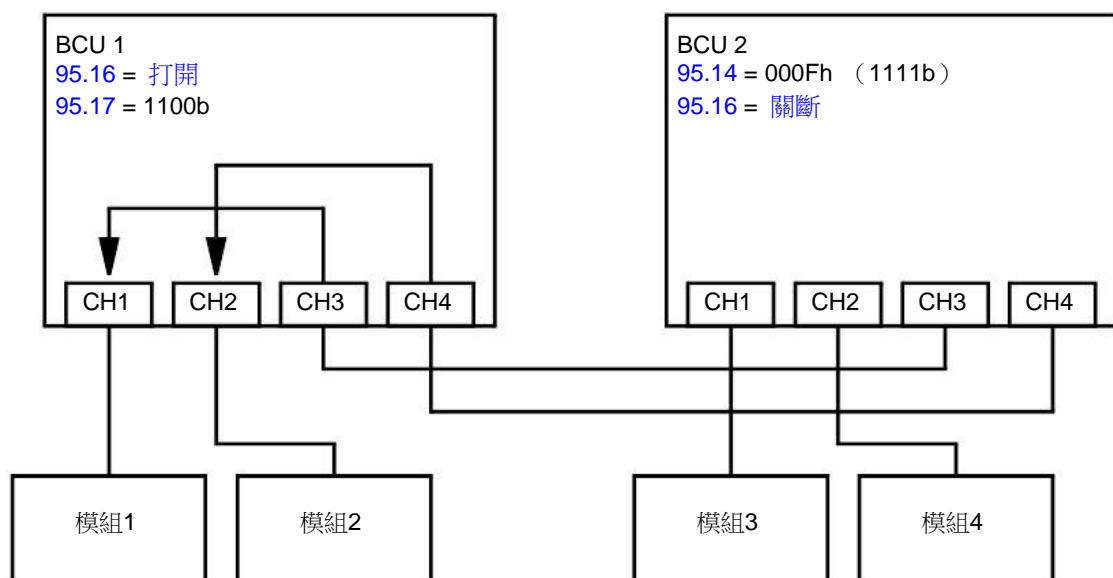 BCU 1
95.16 = 打開
95.17 = 1100b
CH1
CH2
CH3
CH4
BCU 2
95.14 = 000Fh （1111b）
95.16 = 關斷
CH1
CH2
CH3
CH4
模組1
模組2
模組3
模組4